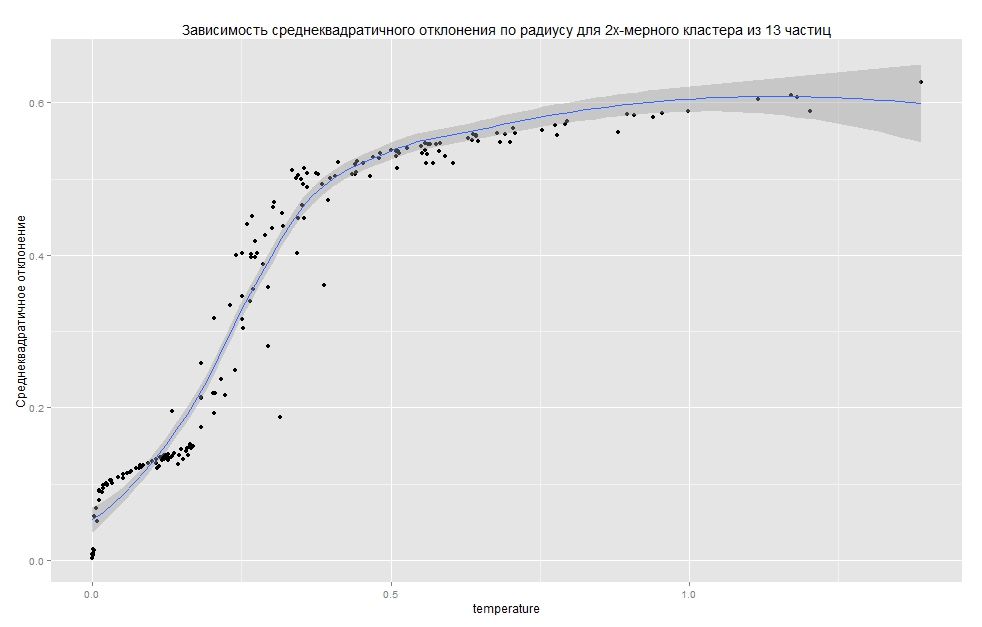 Зависимость среднеквадратичного отклонения по радиусу для 2х-мерного кластера из 13 частиц
Среднеквадратичное отклонение
0.6
0.4
0.2
0.0
0.0 0.5 1.0
temperature